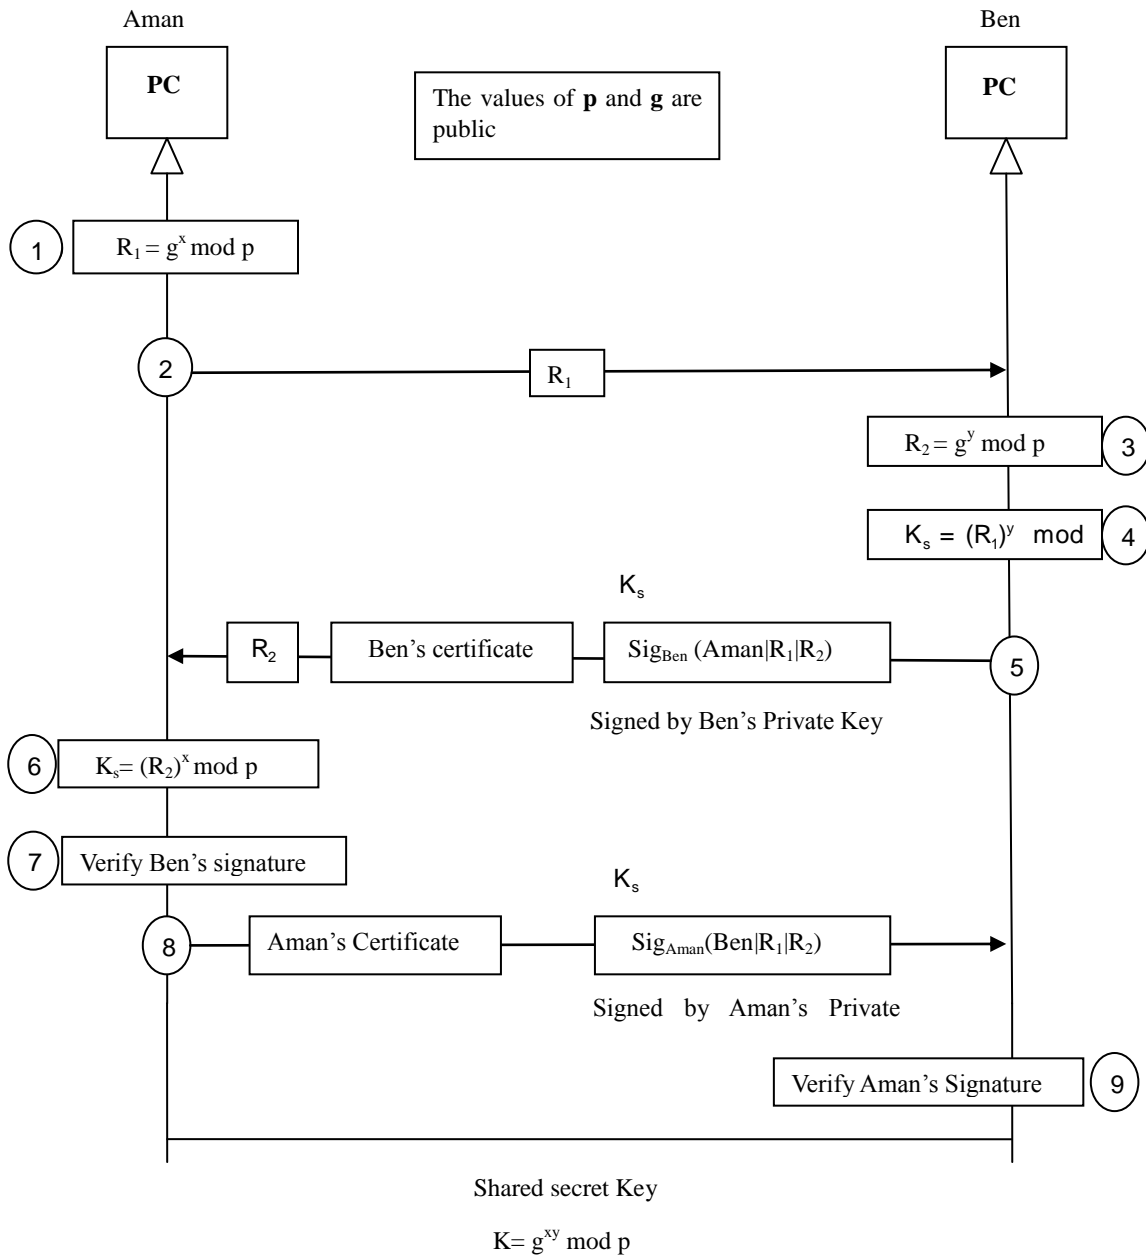 Aman
Ben
PC
PC
The values of p and g are
public
1
R₁ = gˣ mod p
2
R₁
R₂ = gʸ mod p
3
Kₛ = (R₁)ʸ mod
4
Kₛ
R₂
Ben’s certificate
Sig_Ben (Aman|R₁|R₂)
5
Signed by Ben’s Private Key
6
Kₛ= (R₂)ˣ mod p
7
Verify Ben’s signature
Kₛ
8
Aman’s Certificate
Sig_Aman(Ben|R₁|R₂)
Signed by Aman’s Private
Verify Aman’s Signature
9
Shared secret Key
K= gˣʸ mod p